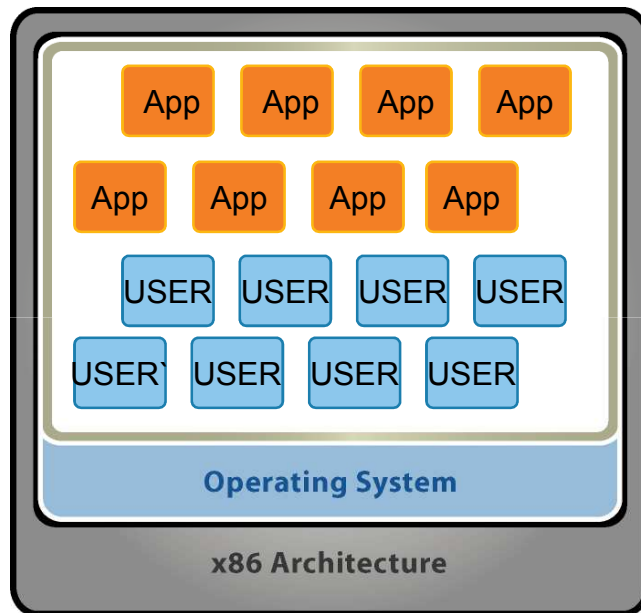 App App App App
App App App App
USER USER USER USER
USER` USER USER USER
Operating System
x86 Architecture